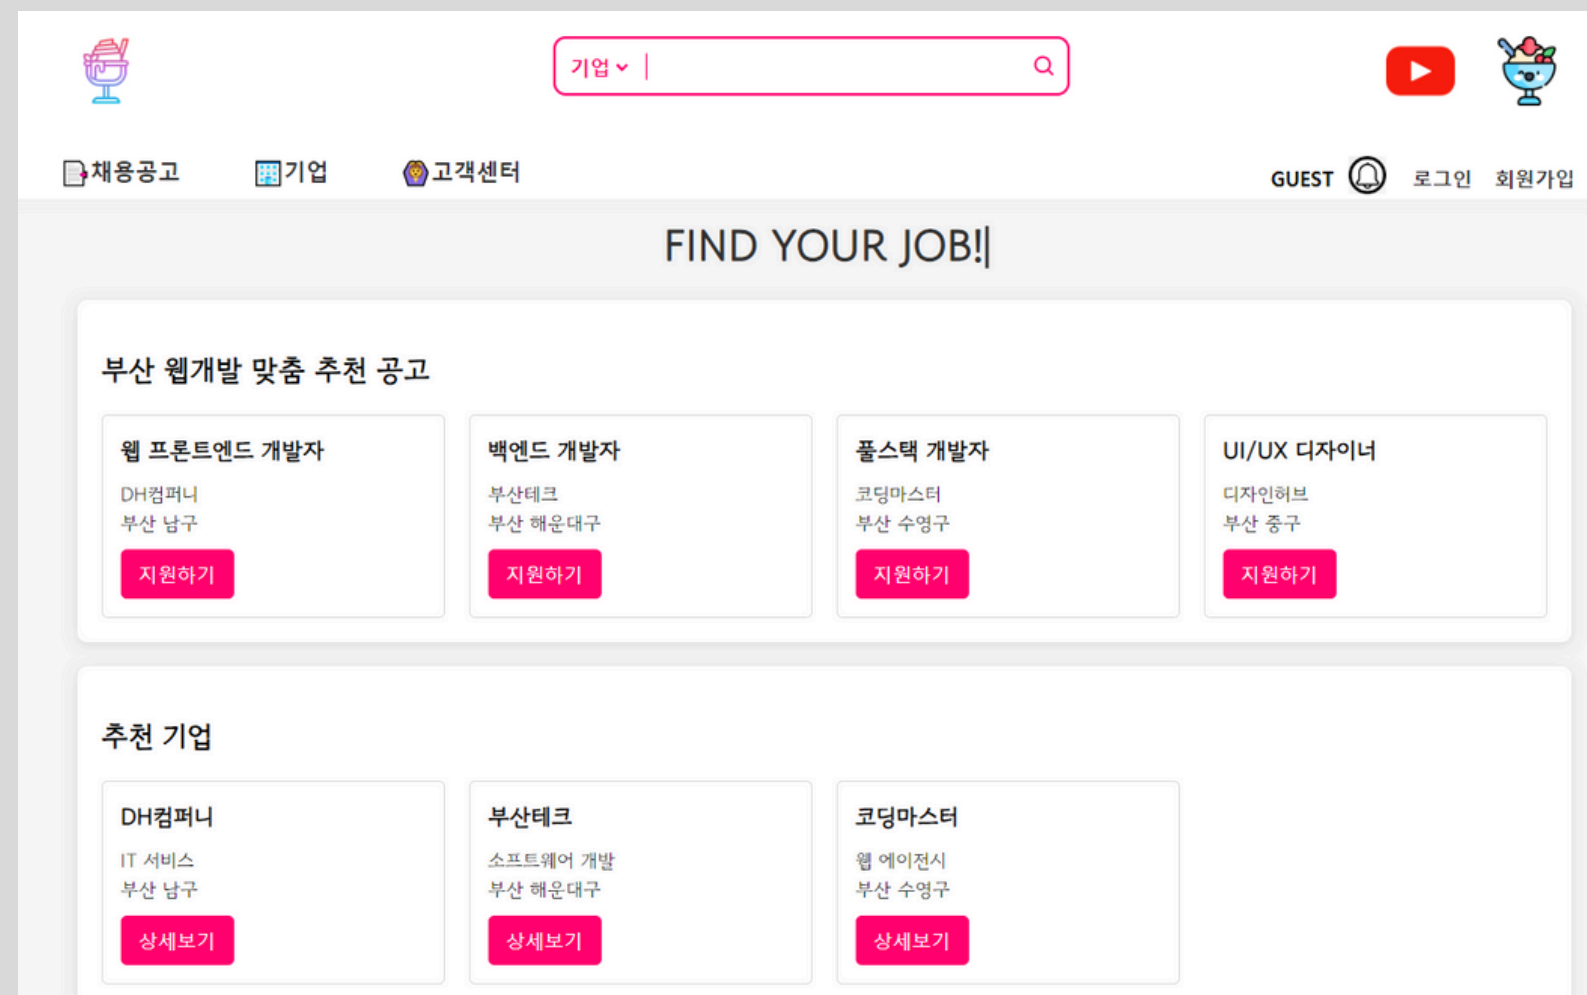 기업
채용공고 기업 고객센터
GUEST 로그인 회원가입
FIND YOUR JOB!
부산 웹개발 맞춤 추천 공고
웹 프론트엔드 개발자
DH컴퍼니
부산 남구
지원하기
백엔드 개발자
부산테크
부산 해운대구
지원하기
풀스택 개발자
코딩마스터
부산 수영구
지원하기
UI/UX 디자이너
디자인허브
부산 중구
지원하기
추천 기업
DH컴퍼니
IT 서비스
부산 남구
상세보기
부산테크
소프트웨어 개발
부산 해운대구
상세보기
코딩마스터
웹 에이전시
부산 수영구
상세보기